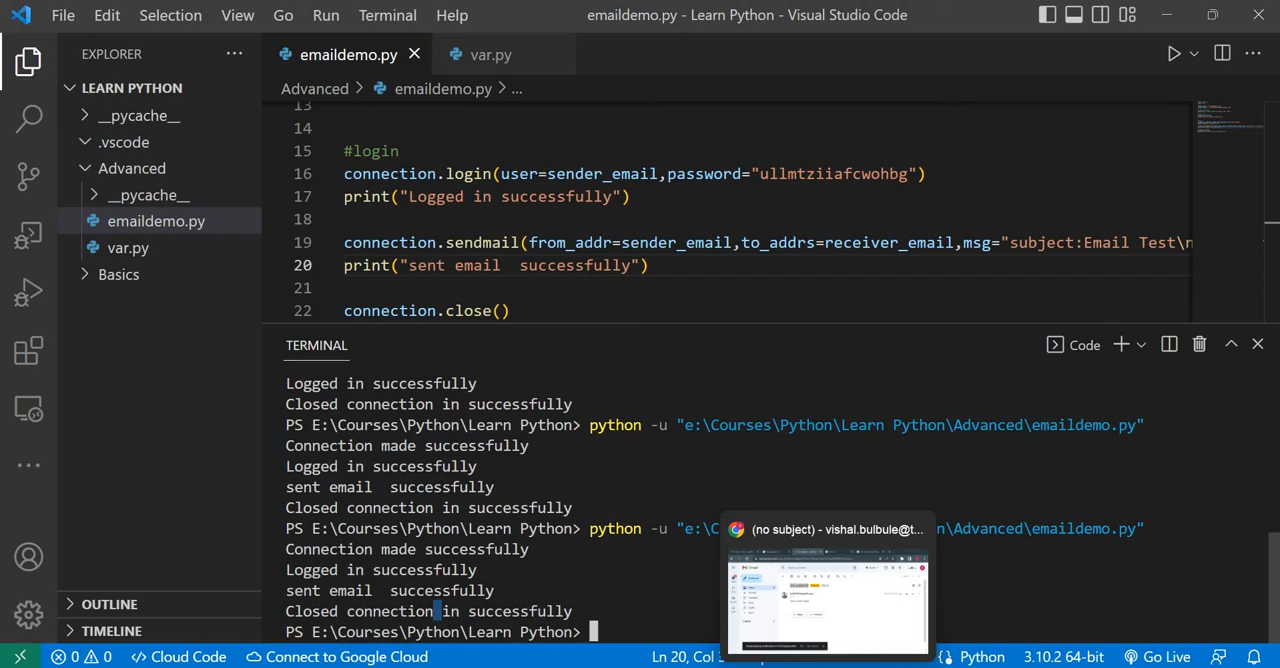 File Edit Selection View Go Run Terminal Help emaildemo.py - Learn Python - Visual Studio Code
EXPLORER
emaildemo.py
var.py
LEARN PYTHON
Advanced > emaildemo.py > ...
__pycache__
.vscode
Advanced
__pycache__
emaildemo.py
var.py
Basics
OUTLINE
TIMELINE
13
14
15 #login
16 connection.login(user=sender_email,password="ullmtziiafcwohbg")
17 print("Logged in successfully")
18
19 connection.sendmail(from_addr=sender_email,to_addrs=receiver_email,msg="subject:Email Test\n
20 print("sent email  successfully")
21
22 connection.close()
TERMINAL
Code
Logged in successfully
Closed connection in successfully
PS E:\Courses\Python\Learn Python> python -u "e:\Courses\Python\Learn Python\Advanced\emaildemo.py"
Connection made successfully
Logged in successfully
sent email  successfully
Closed connection in successfully
PS E:\Courses\Python\Learn Python> python -u "e:\C n\Advanced\emaildemo.py"
Connection made successfully
Logged in successfully
sent email  successfully
Closed connection in successfully
PS E:\Courses\Python\Learn Python>
(no subject) - vishal.bulbule@t...
0 0 Cloud Code Connect to Google Cloud Ln 20, Col Python 3.10.2 64-bit Go Live